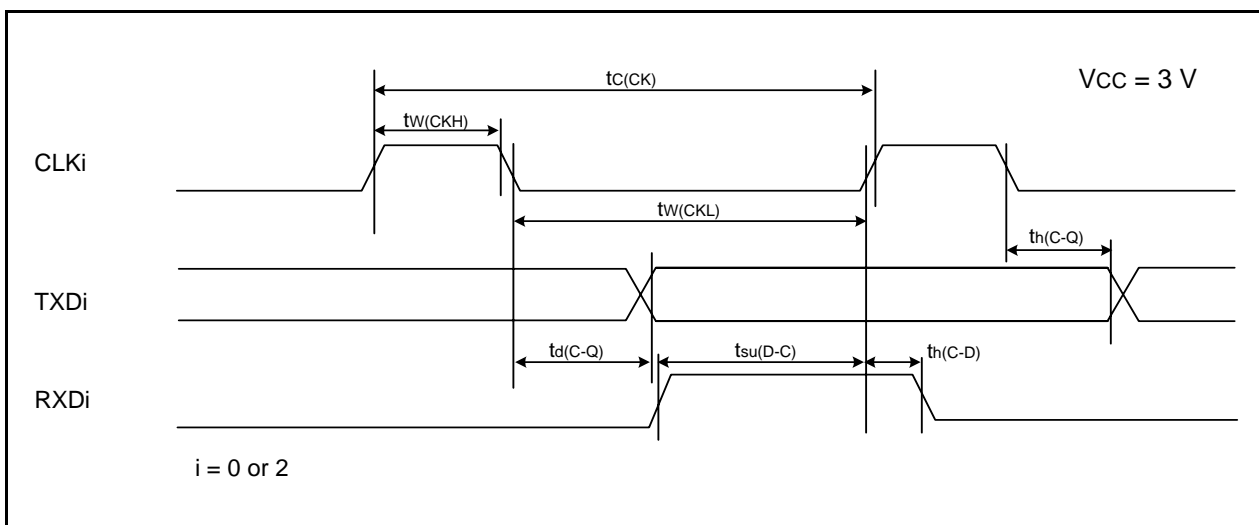 tC(CK)
VCC = 3 V
tW(CKH)
CLKi
tW(CKL)
th(C-Q)
TXDi
td(C-Q)
tsu(D-C)
th(C-D)
RXDi
i = 0 or 2